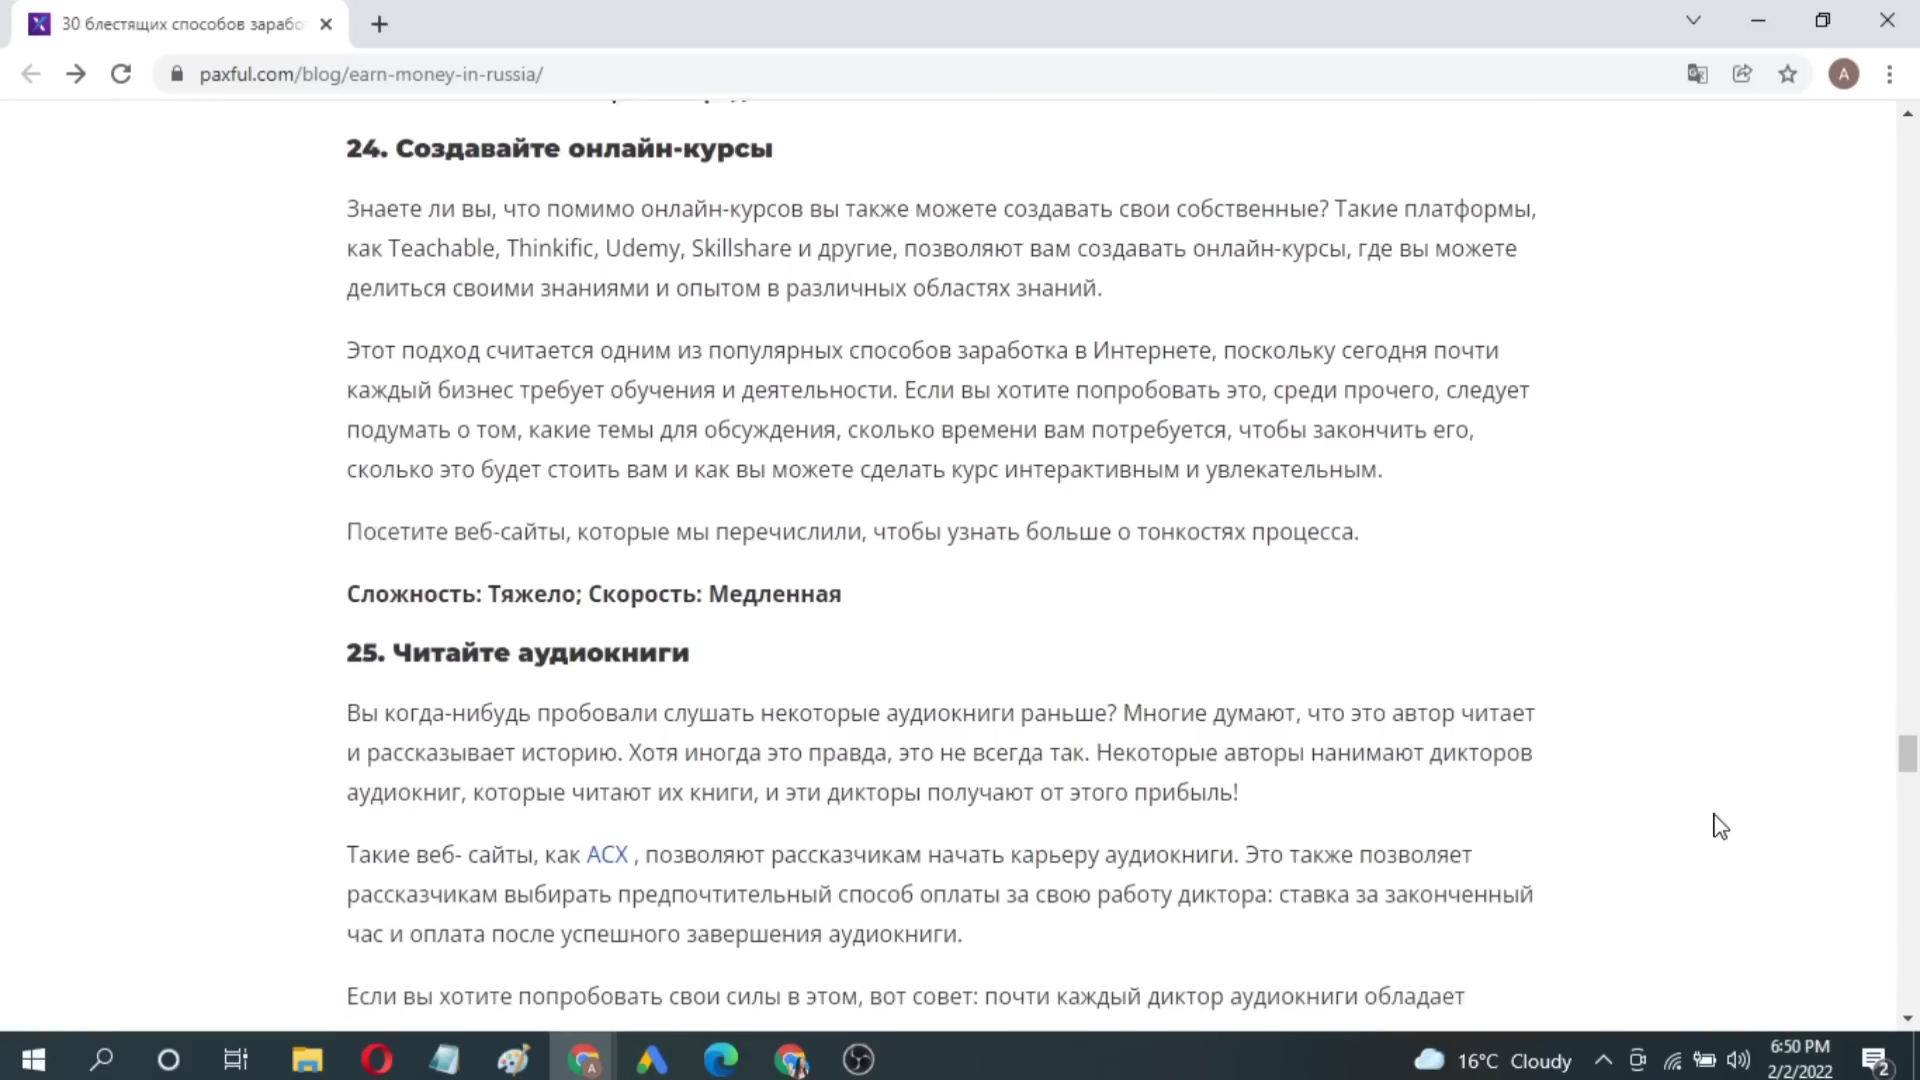 30 блестящих способов зарабо
paxful.com/blog/earn-money-in-russia/
A
24. Создавайте онлайн-курсы
Знаете ли вы, что помимо онлайн-курсов вы также можете создавать свои собственные? Такие платформы,
как Teachable, Thinkific, Udemy, Skillshare и другие, позволяют вам создавать онлайн-курсы, где вы можете
делиться своими знаниями и опытом в различных областях знаний.
Этот подход считается одним из популярных способов заработка в Интернете, поскольку сегодня почти
каждый бизнес требует обучения и деятельности. Если вы хотите попробовать это, среди прочего, следует
подумать о том, какие темы для обсуждения, сколько времени вам потребуется, чтобы закончить его,
сколько это будет стоить вам и как вы можете сделать курс интерактивным и увлекательным.
Посетите веб-сайты, которые мы перечислили, чтобы узнать больше о тонкостях процесса.
Сложность: Тяжело; Скорость: Медленная
25. Читайте аудиокниги
Вы когда-нибудь пробовали слушать некоторые аудиокниги раньше? Многие думают, что это автор читает
и рассказывает историю. Хотя иногда это правда, это не всегда так. Некоторые авторы нанимают дикторов
аудиокниг, которые читают их книги, и эти дикторы получают от этого прибыль!
Такие веб- сайты, как ACX , позволяют рассказчикам начать карьеру аудиокниги. Это также позволяет
рассказчикам выбирать предпочтительный способ оплаты за свою работу диктора: ставка за законченный
час и оплата после успешного завершения аудиокниги.
Если вы хотите попробовать свои силы в этом, вот совет: почти каждый диктор аудиокниги обладает
16°C Cloudy
6:50 PM
2/2/2022
2